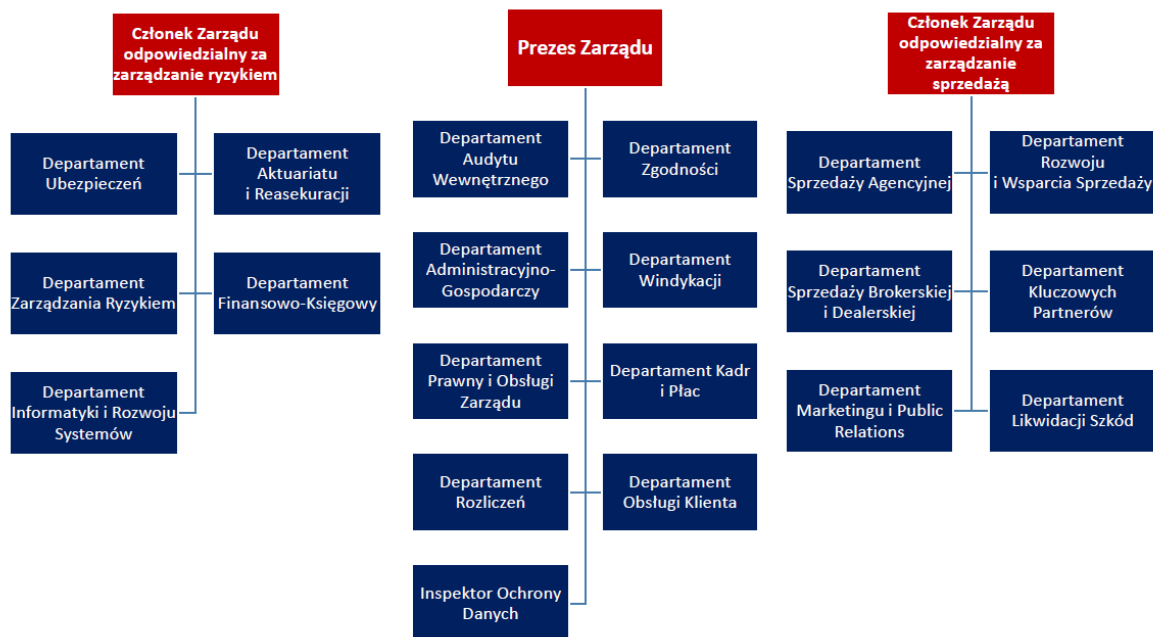 Członek Zarządu
odpowiedzialny za
zarządzanie ryzykiem
Departament
Ubezpieczeń
Departament
Aktuariatu
i Reasekuracji
Departament
Zarządzania Ryzykiem
Departament
Finansowo-Księgowy
Departament
Informatyki i Rozwoju
Systemów
Prezes Zarządu
Departament
Audytu
Wewnętrznego
Departament
Zgodności
Departament
Administracyjno-
Gospodarczy
Departament
Windykacji
Departament
Prawny i Obsługi
Zarządu
Departament Kadr
i Płac
Departament
Rozliczeń
Departament
Obsługi Klienta
Inspektor Ochrony
Danych
Członek Zarządu
odpowiedzialny za
zarządzanie
sprzedażą
Departament
Sprzedaży Agencyjnej
Departament
Rozwoju
i Wsparcia Sprzedaży
Departament
Sprzedaży Brokerskiej
i Dealerskiej
Departament
Kluczowych
Partnerów
Departament
Marketingu i Public
Relations
Departament
Likwidacji Szkód